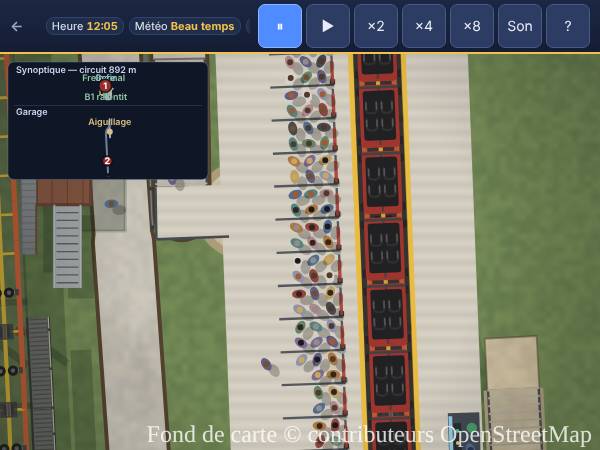 Heure 12:05
Météo Beau temps
×2
×4
×8
Son
?
Synoptique — circuit 892 m
1
B1 ralentit
Garage
Aiguillage
2
Fond de carte © contributeurs OpenStreetMap